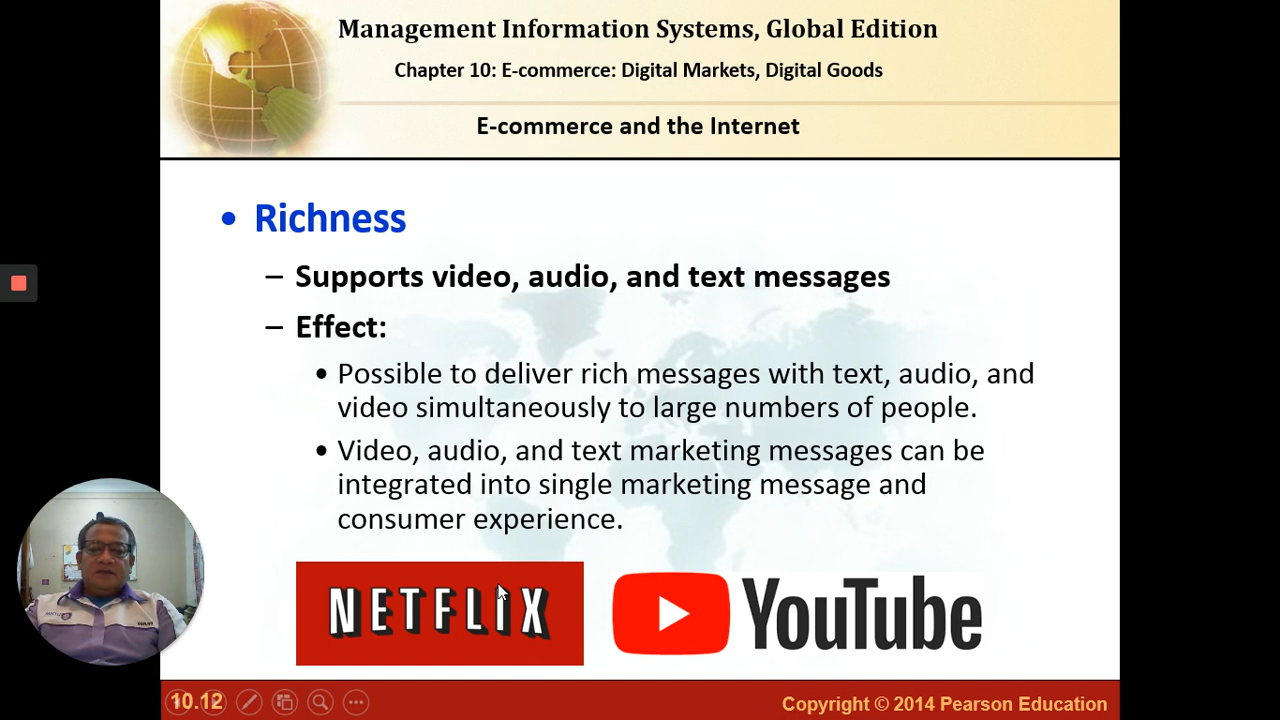 Management Information Systems, Global Edition
Chapter 10: E-commerce: Digital Markets, Digital Goods
E-commerce and the Internet
• Richness
– Supports video, audio, and text messages
– Effect:
• Possible to deliver rich messages with text, audio, and
video simultaneously to large numbers of people.
• Video, audio, and text marketing messages can be
integrated into single marketing message and
consumer experience.
NETFLIX
YouTube
10.12
Copyright © 2014 Pearson Education